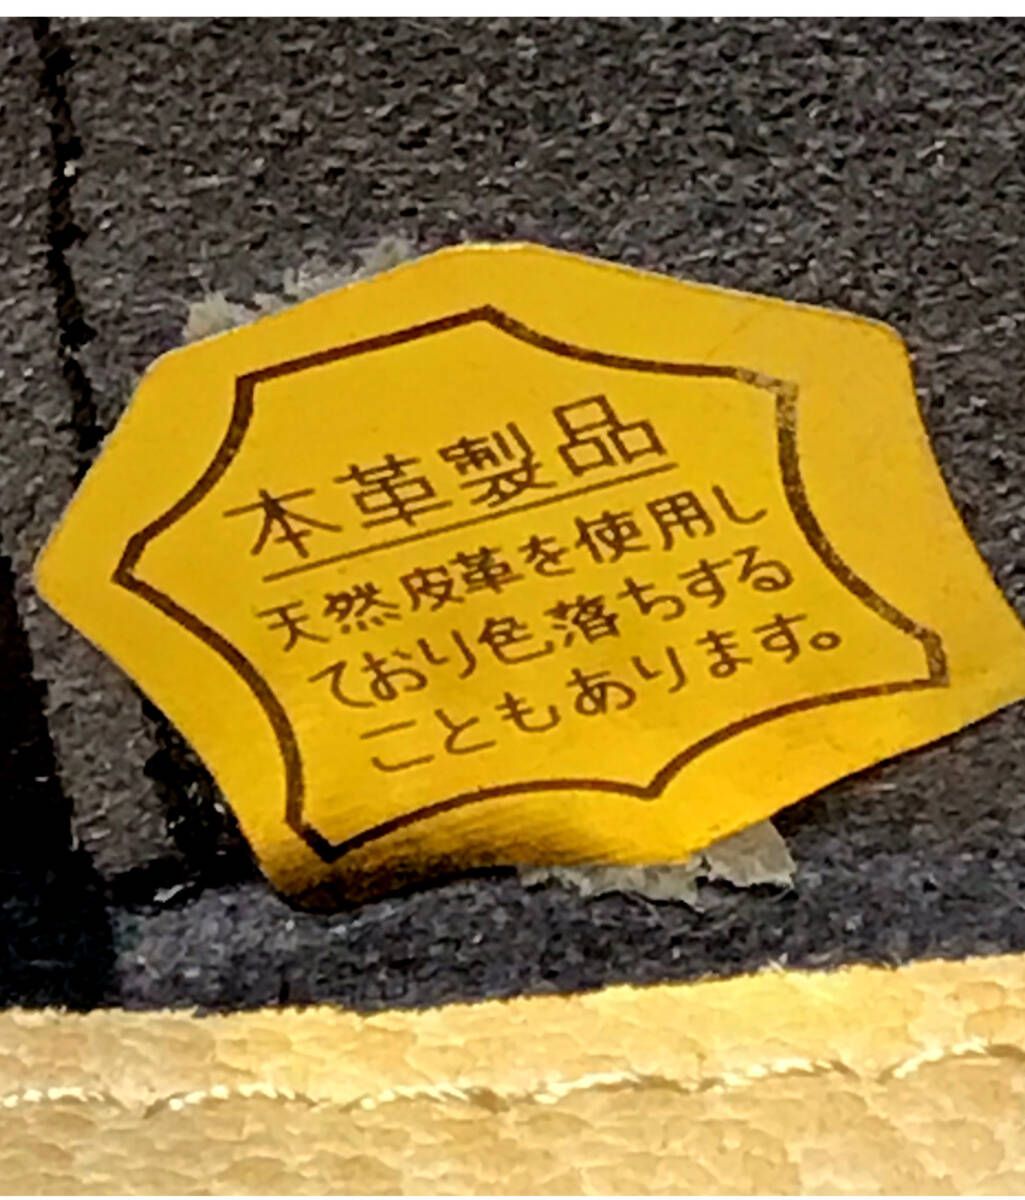 本革製品
天然皮革を使用し
ており色落ちする
こともあります。